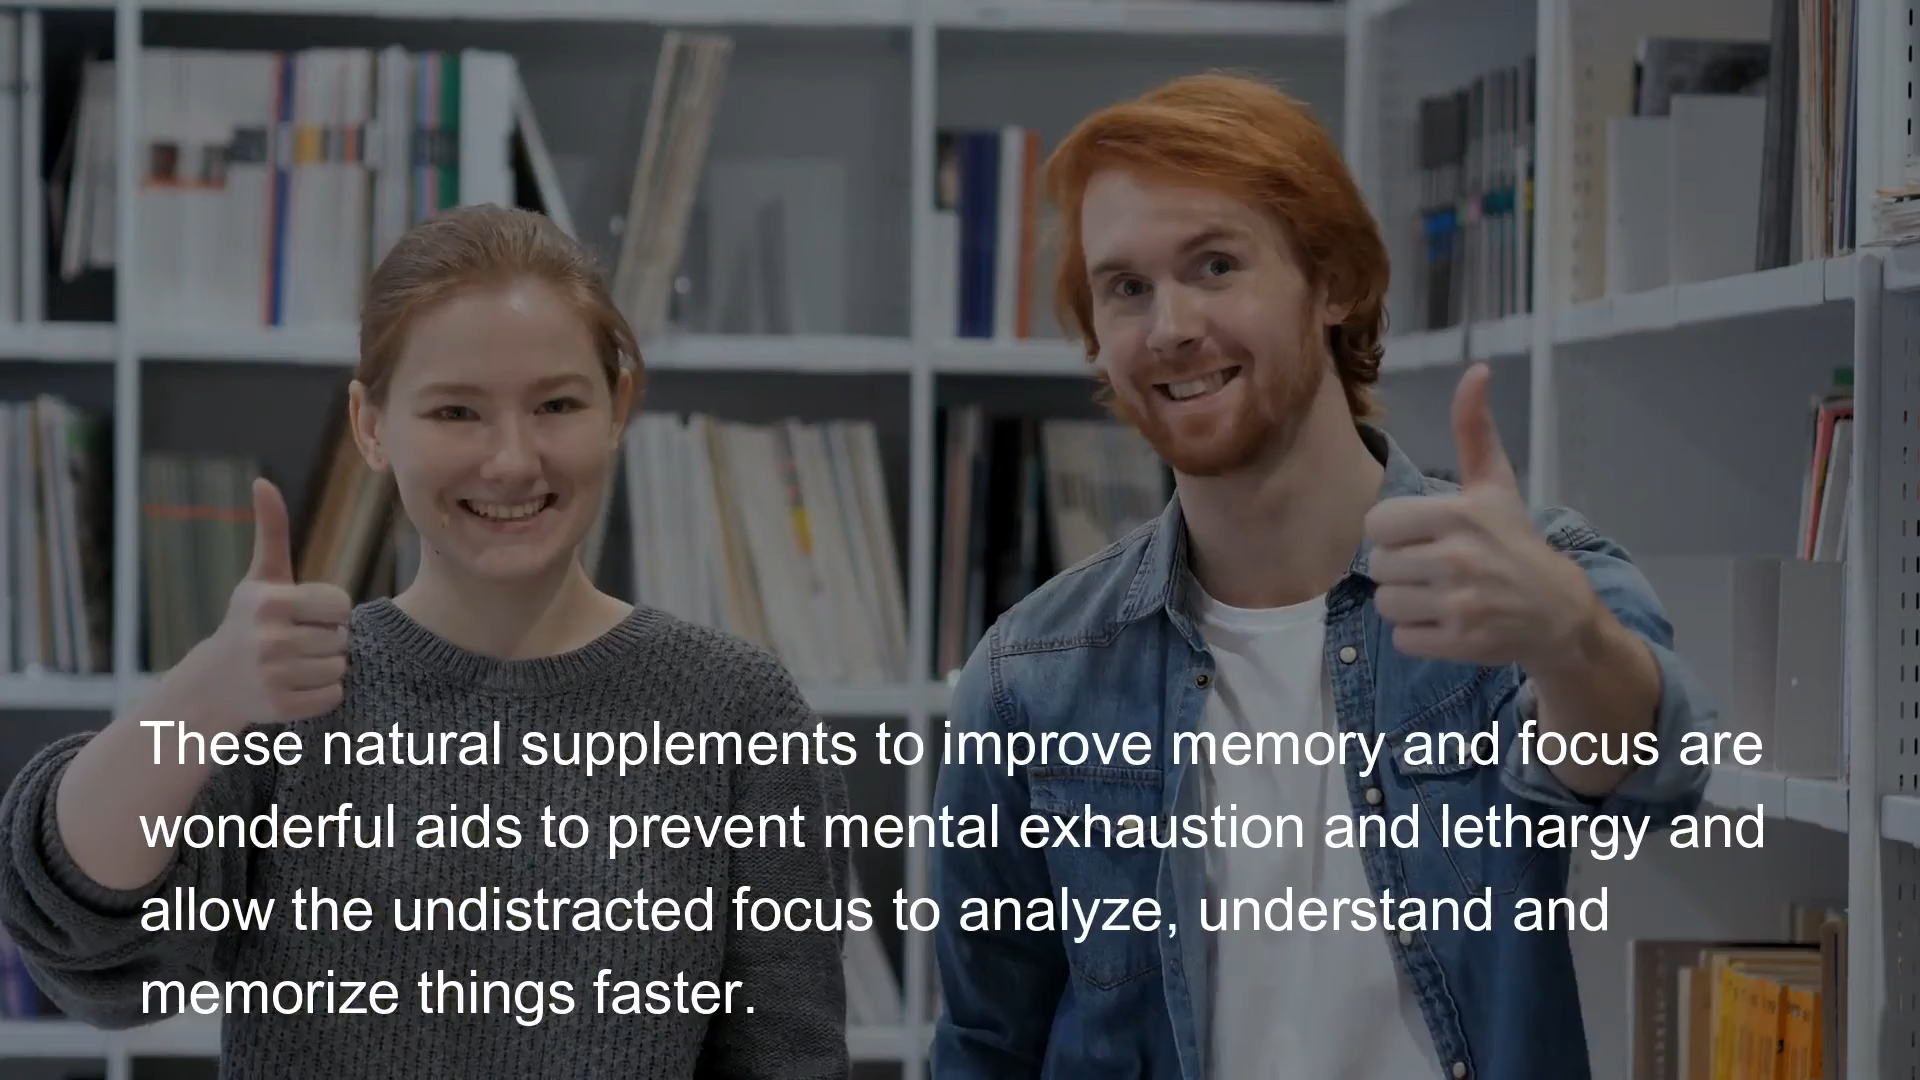 These natural supplements to improve memory and focus are
wonderful aids to prevent mental exhaustion and lethargy and
allow the undistracted focus to analyze, understand and
memorize things faster.